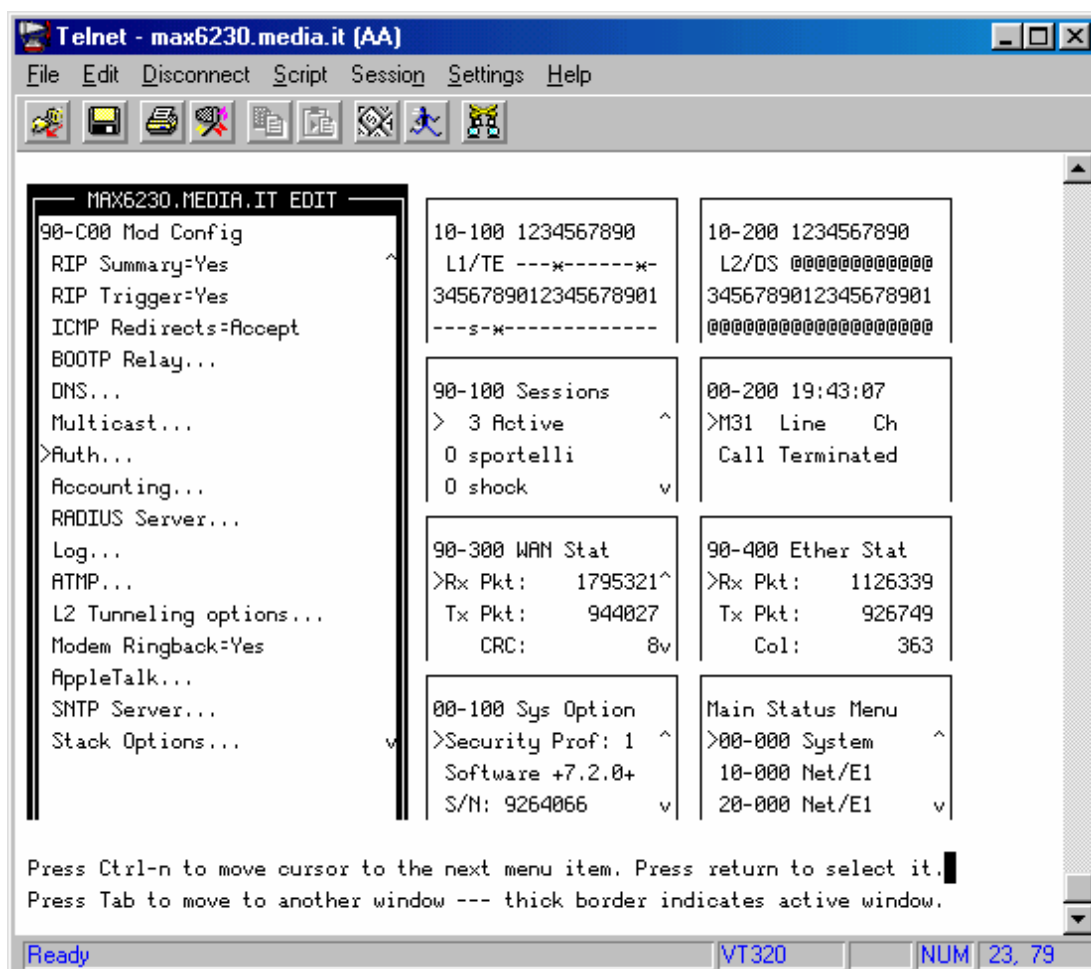 Telnet - max6230.media.it (AA)
File Edit Disconnect Script Session Settings Help
MAX6230.MEDIA.IT EDIT
90-C00 Mod Config
RIP Summary=Yes ^
RIP Trigger=Yes
ICMP Redirects=Accept
BOOTP Relay...
DNS...
Multicast...
>Auth...
Accounting...
RADIUS Server...
Log...
ATMP...
L2 Tunneling options...
Modem Ringback=Yes
AppleTalk...
SNTP Server...
Stack Options... v
10-100 1234567890
L1/TE ---*------*-
3456789012345678901
---s-*-------------
10-200 1234567890
L2/DS @@@@@@@@@@@@
3456789012345678901
@@@@@@@@@@@@@@@@@@@
90-100 Sessions
> 3 Active ^
O sportelli
O shock v
00-200 19:43:07
>M31 Line Ch
Call Terminated
90-300 WAN Stat
>Rx Pkt: 1795321^
Tx Pkt: 944027
CRC: 8v
90-400 Ether Stat
>Rx Pkt: 1126339
Tx Pkt: 926749
Col: 363
00-100 Sys Option
>Security Prof: 1 ^
Software +7.2.0+
S/N: 9264066 v
Main Status Menu
>00-000 System ^
10-000 Net/E1
20-000 Net/E1 v
Press Ctrl-n to move cursor to the next menu item. Press return to select it.
Press Tab to move to another window --- thick border indicates active window.
Ready VT320 NUM 23, 79